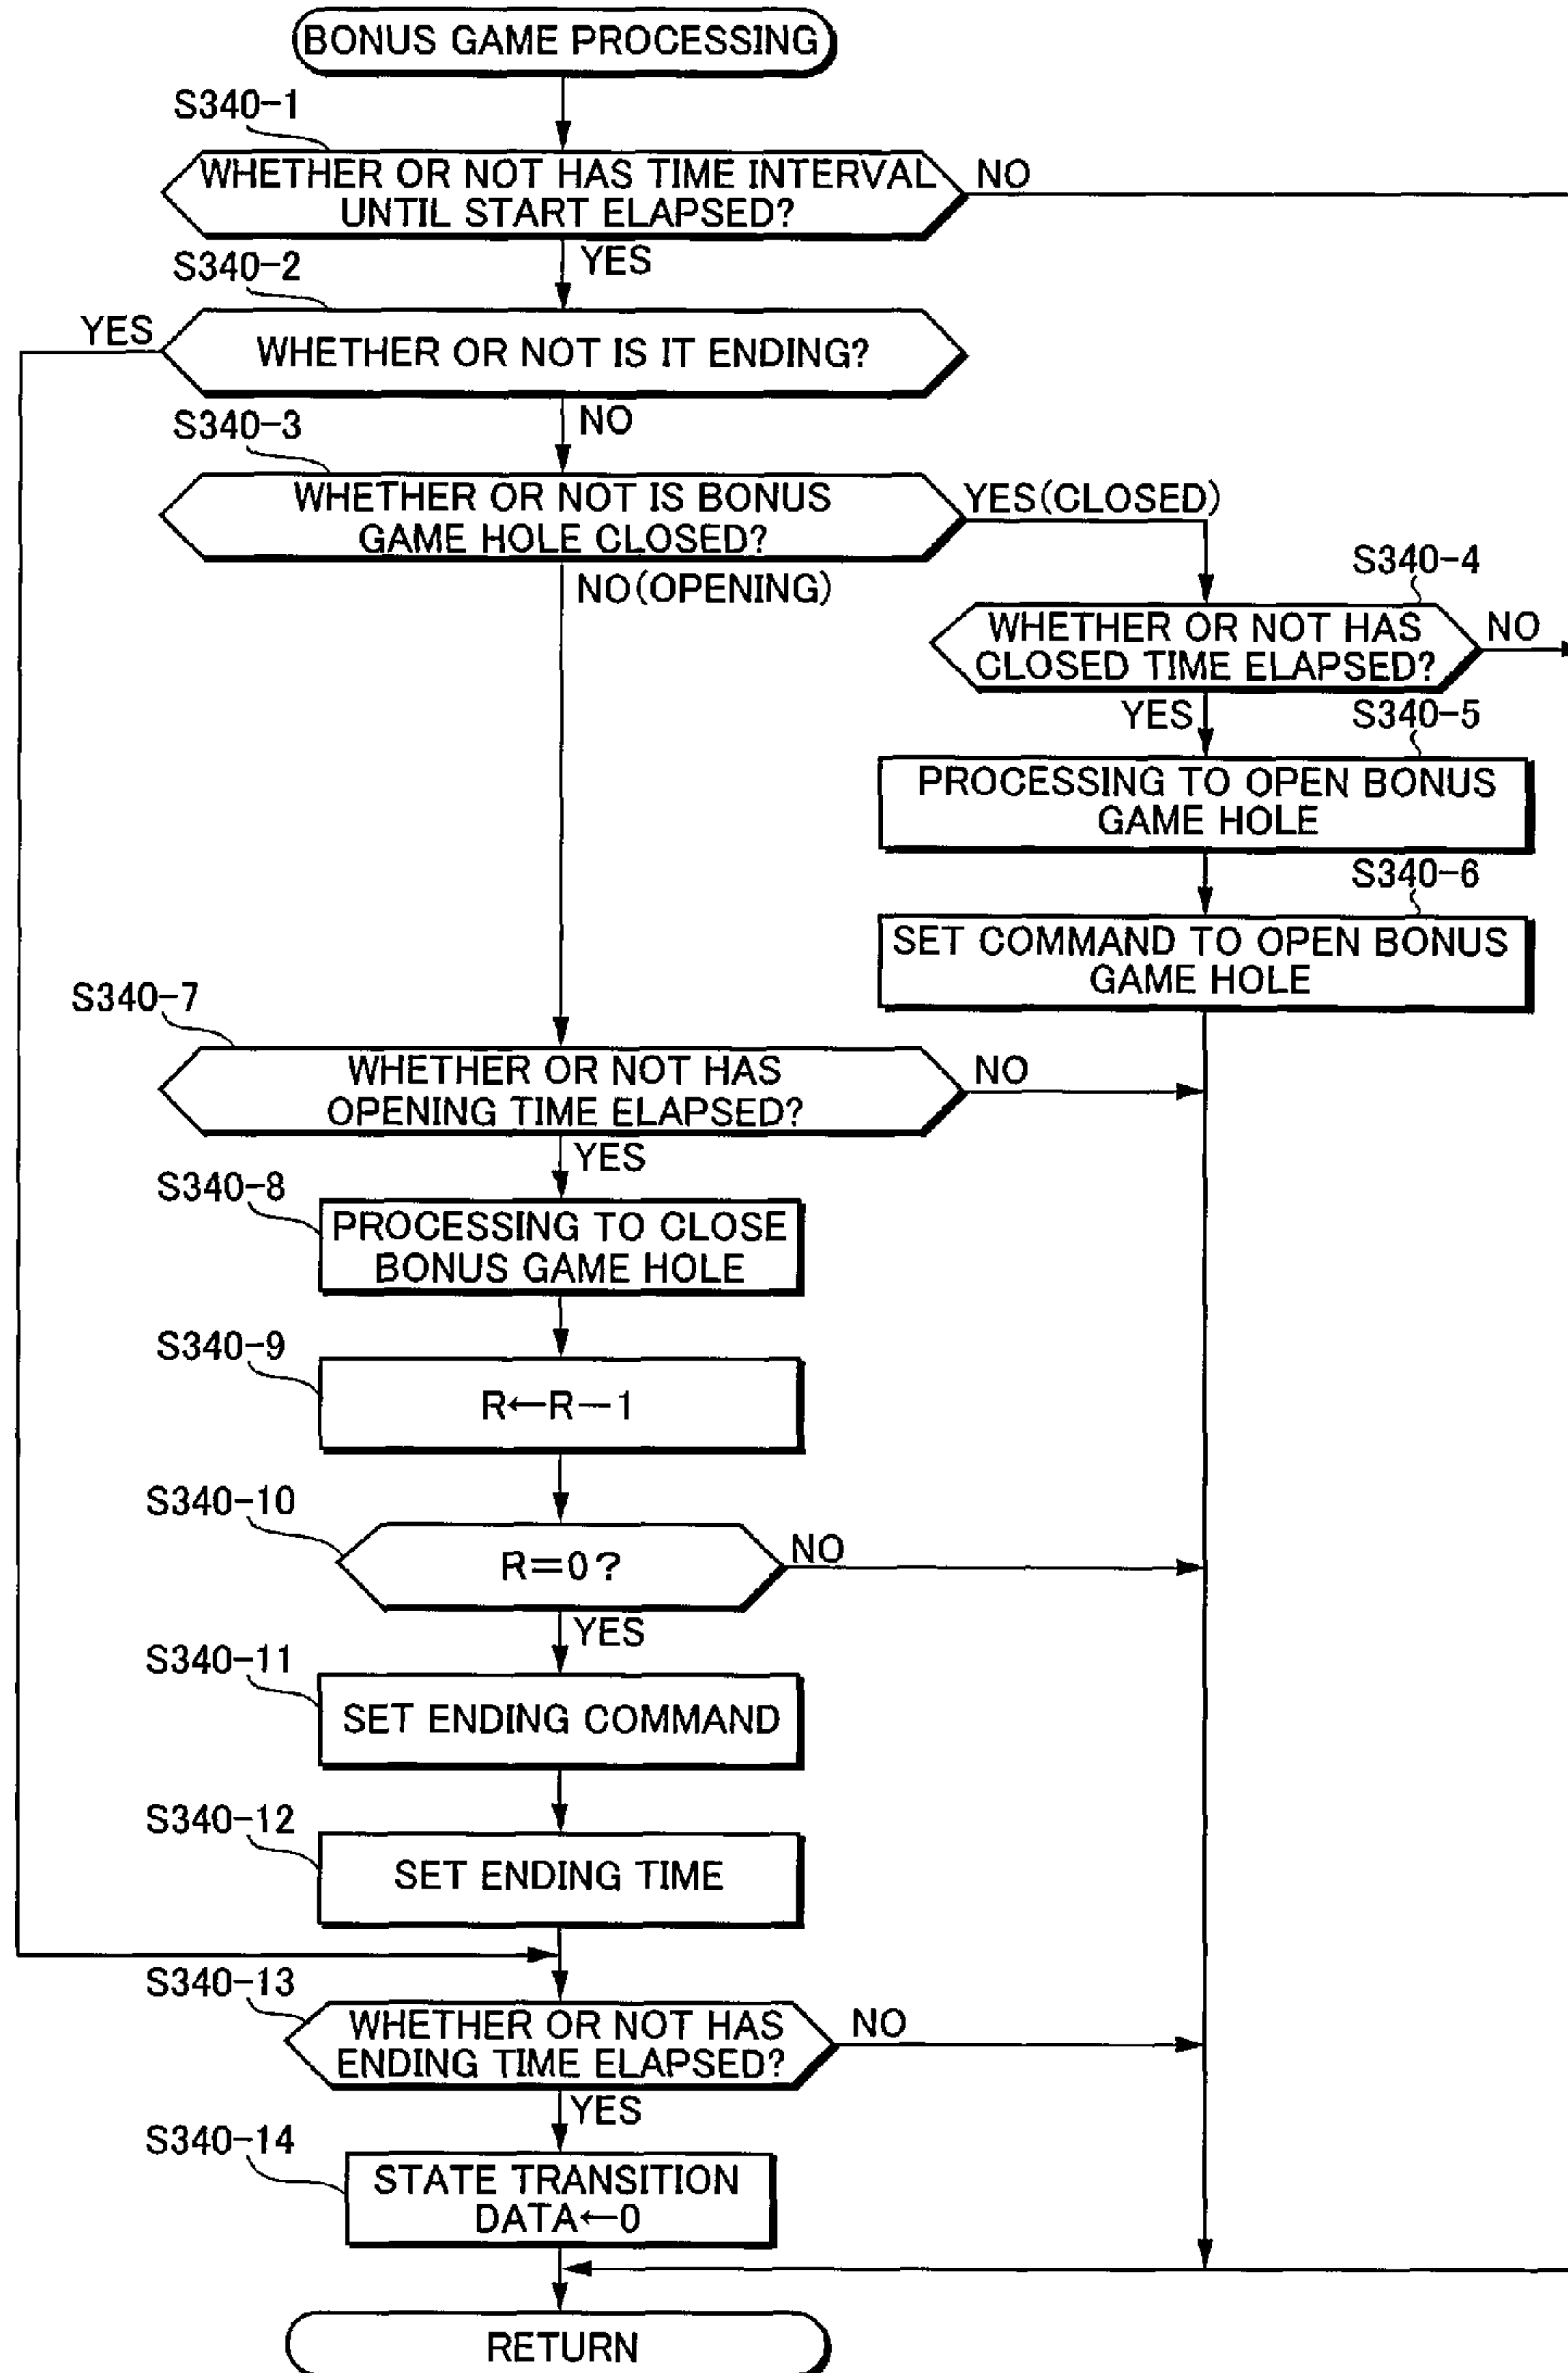 BONUS GAME PROCESSING
S340-1
WHETHER OR NOT HAS TIME INTERVAL
UNTIL START ELAPSED?
NO
YES
S340-2
YES
WHETHER OR NOT IS IT ENDING?
NO
S340-3
WHETHER OR NOT IS BONUS
GAME HOLE CLOSED?
YES(CLOSED)
NO(OPENING)
S340-4
WHETHER OR NOT HAS
CLOSED TIME ELAPSED?
NO
YES
S340-5
PROCESSING TO OPEN BONUS
GAME HOLE
S340-6
SET COMMAND TO OPEN BONUS
GAME HOLE
S340-7
WHETHER OR NOT HAS
OPENING TIME ELAPSED?
NO
YES
S340-8
PROCESSING TO CLOSE
BONUS GAME HOLE
S340-9
R←R−1
S340-10
R=0?
NO
YES
S340-11
SET ENDING COMMAND
S340-12
SET ENDING TIME
S340-13
WHETHER OR NOT HAS
ENDING TIME ELAPSED?
NO
YES
S340-14
STATE TRANSITION
DATA←0
RETURN